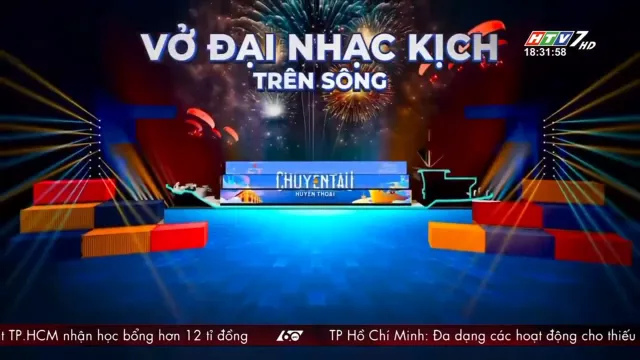 VỞ ĐẠI NHẠC KỊCH
TRÊN SÔNG
HTV7 HD
18:31:58
CHUYẾN TÀU
HUYỀN THOẠI
t TP.HCM nhận học bổng hơn 12 tỉ đồng
60
TP Hồ Chí Minh: Đa dạng các hoạt động cho thiếu